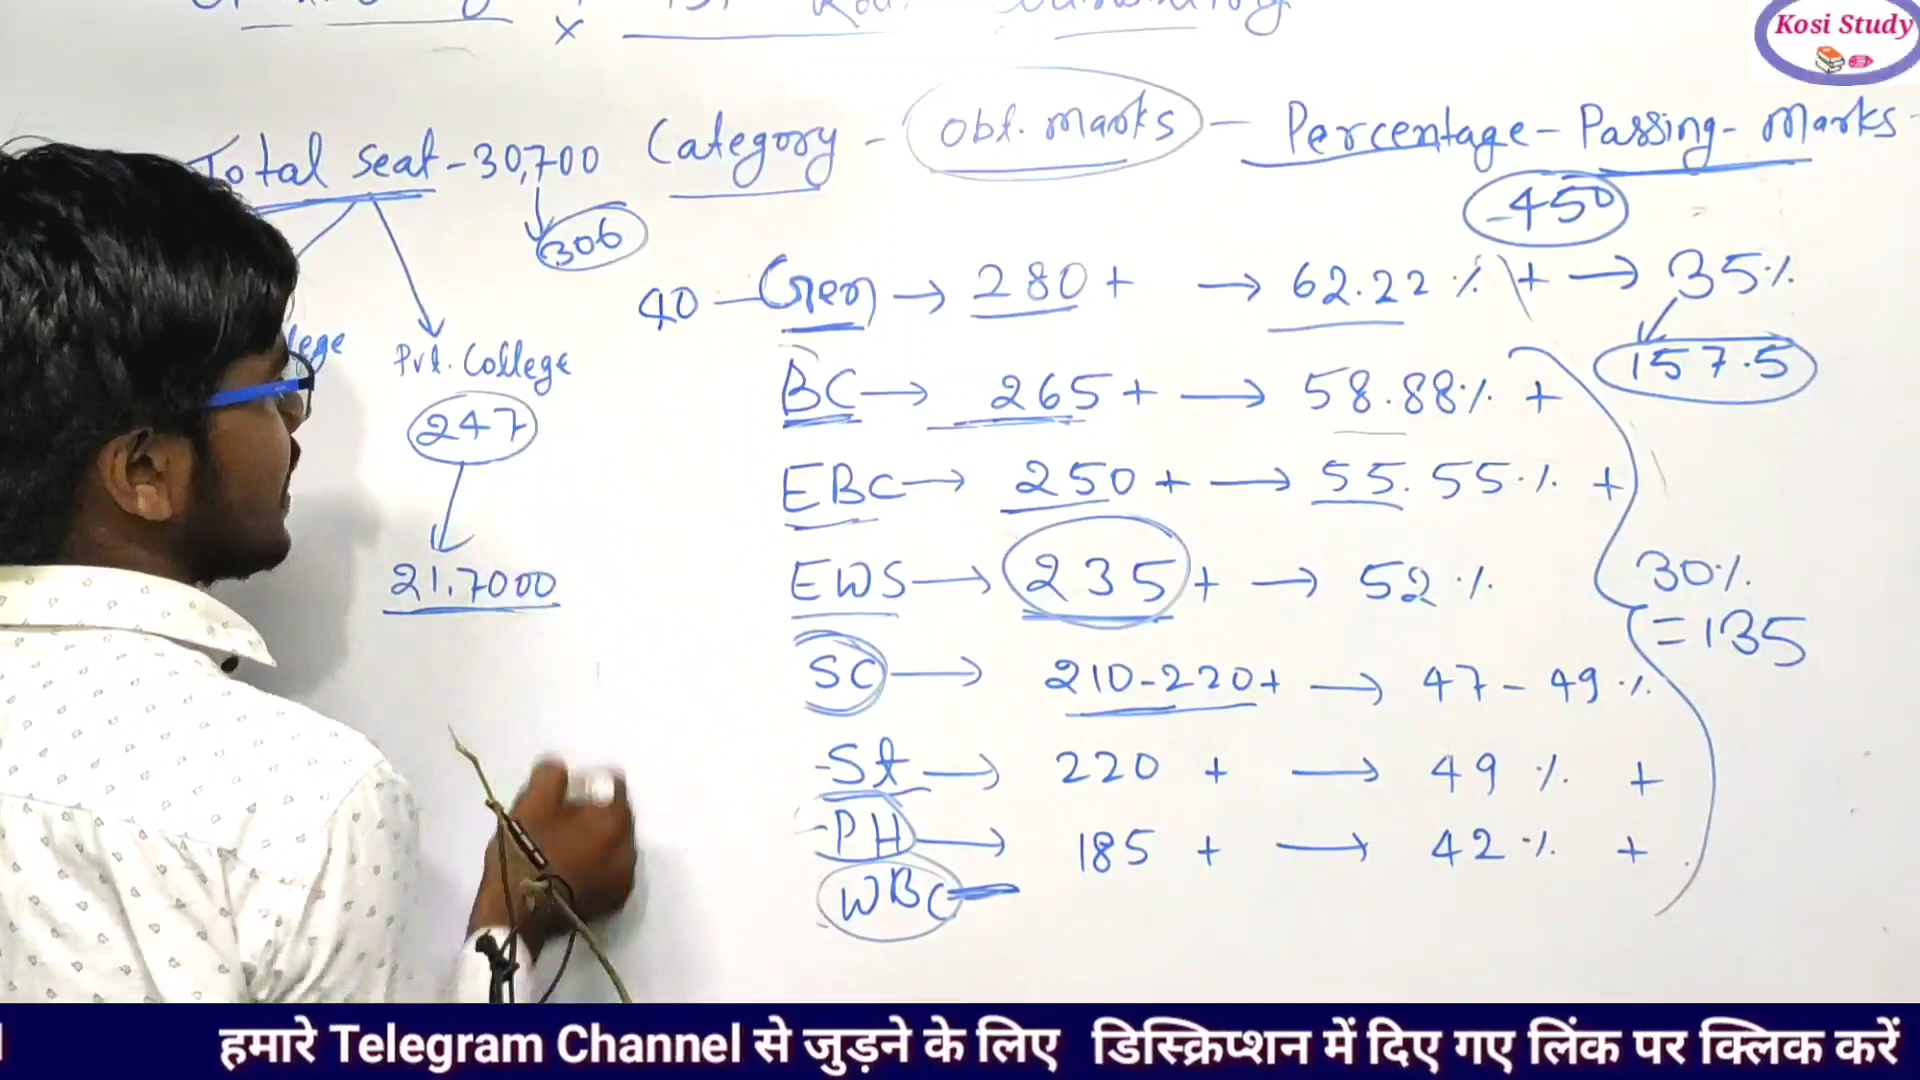 Kosi Study
Total Seat - 30,700 Category - Obt. marks - Percentage - Passing - Marks -
306
450
40 - Gen → 280 + → 62.22 % + → 35%
Pvt. College
157.5
BC → 265 + → 58.88% +
247
EBC → 250 + → 55.55% +
21.7000
EWS → 235 + → 52 %
30%
= 135
SC → 210 - 220 + → 47 - 49 %
St → 220 + → 49 % +
PH → 185 + → 42 % +
WBC
हमारे Telegram Channel से जुड़ने के लिए डिस्क्रिप्शन में दिए गए लिंक पर क्लिक करें